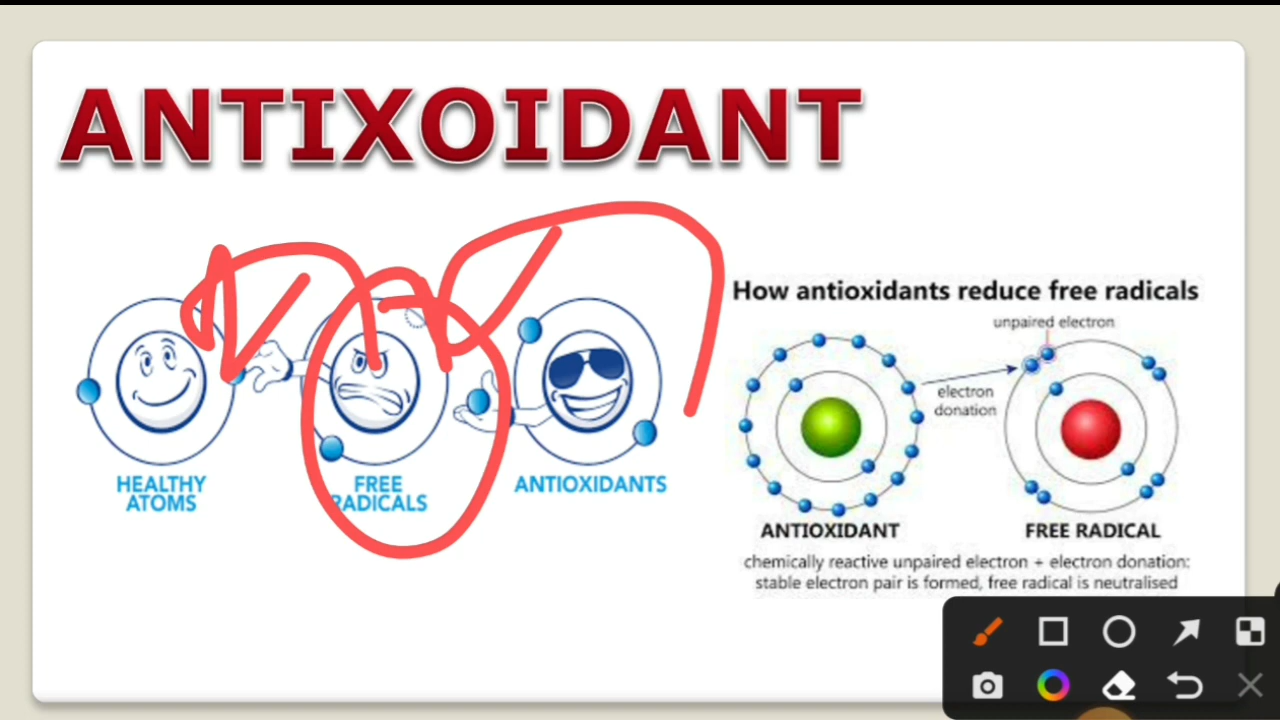 ANTIXOIDANT
HEALTHY
ATOMS
FREE
RADICALS
ANTIOXIDANTS
How antioxidants reduce free radicals
unpaired electron
electron
donation
ANTIOXIDANT
FREE RADICAL
chemically reactive unpaired electron + electron donation:
stable electron pair is formed, free radical is neutralised